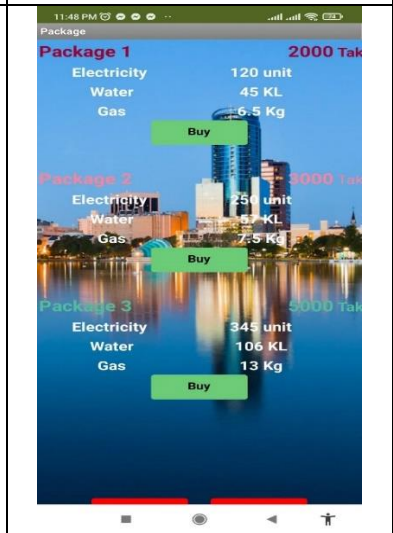 11:48 PM
Package
Package 1 2000 Tak
Electricity 120 unit
Water 45 KL
Gas 6.5 Kg
Buy
Package 2 3000 Tak
Electricity 250 unit
Water 57 KL
Gas 7.5 Kg
Buy
Package 3 5000 Tak
Electricity 345 unit
Water 106 KL
Gas 13 Kg
Buy